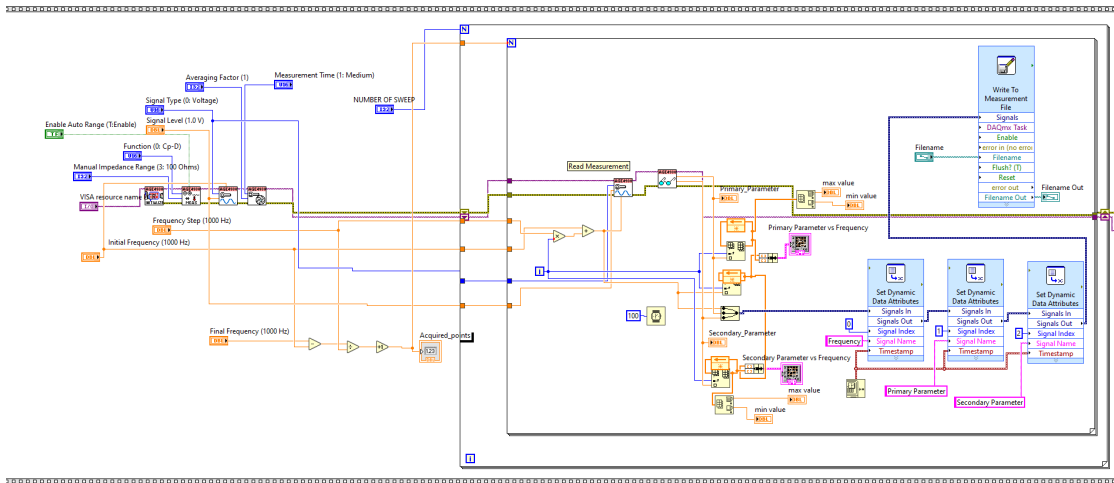 Averaging Factor (1)
Measurement Time (1: Medium)
Signal Type (0: Voltage)
NUMBER OF SWEEP
Enable Auto Range (T:Enable)
Signal Level (1.0 V)
Function (0: Cp-D)
Manual Impedance Range (3: 100 Ohms)
VISA resource name
Frequency Step (1000 Hz)
Initial Frequency (1000 Hz)
Final Frequency (1000 Hz)
Acquired_points
Read Measurement
Primary_Parameter
max value
min value
Primary Parameter vs Frequency
100
Secondary_Parameter
Secondary Parameter vs Frequency
max value
min value
Write To
Measurement
File
Signals
DAQmx Task
Enable
error in (no error
Filename
Flush? (T)
Reset
error out
Filename Out
Filename
Filename Out
Set Dynamic
Data Attributes
Signals In
Signals Out
Signal Index
Signal Name
Timestamp
0
Frequency
Set Dynamic
Data Attributes
Signals In
Signals Out
Signal Index
Signal Name
Timestamp
1
Primary Parameter
Set Dynamic
Data Attributes
Signals In
Signals Out
Signal Index
Signal Name
Timestamp
2
Secondary Parameter
N
N
i
i